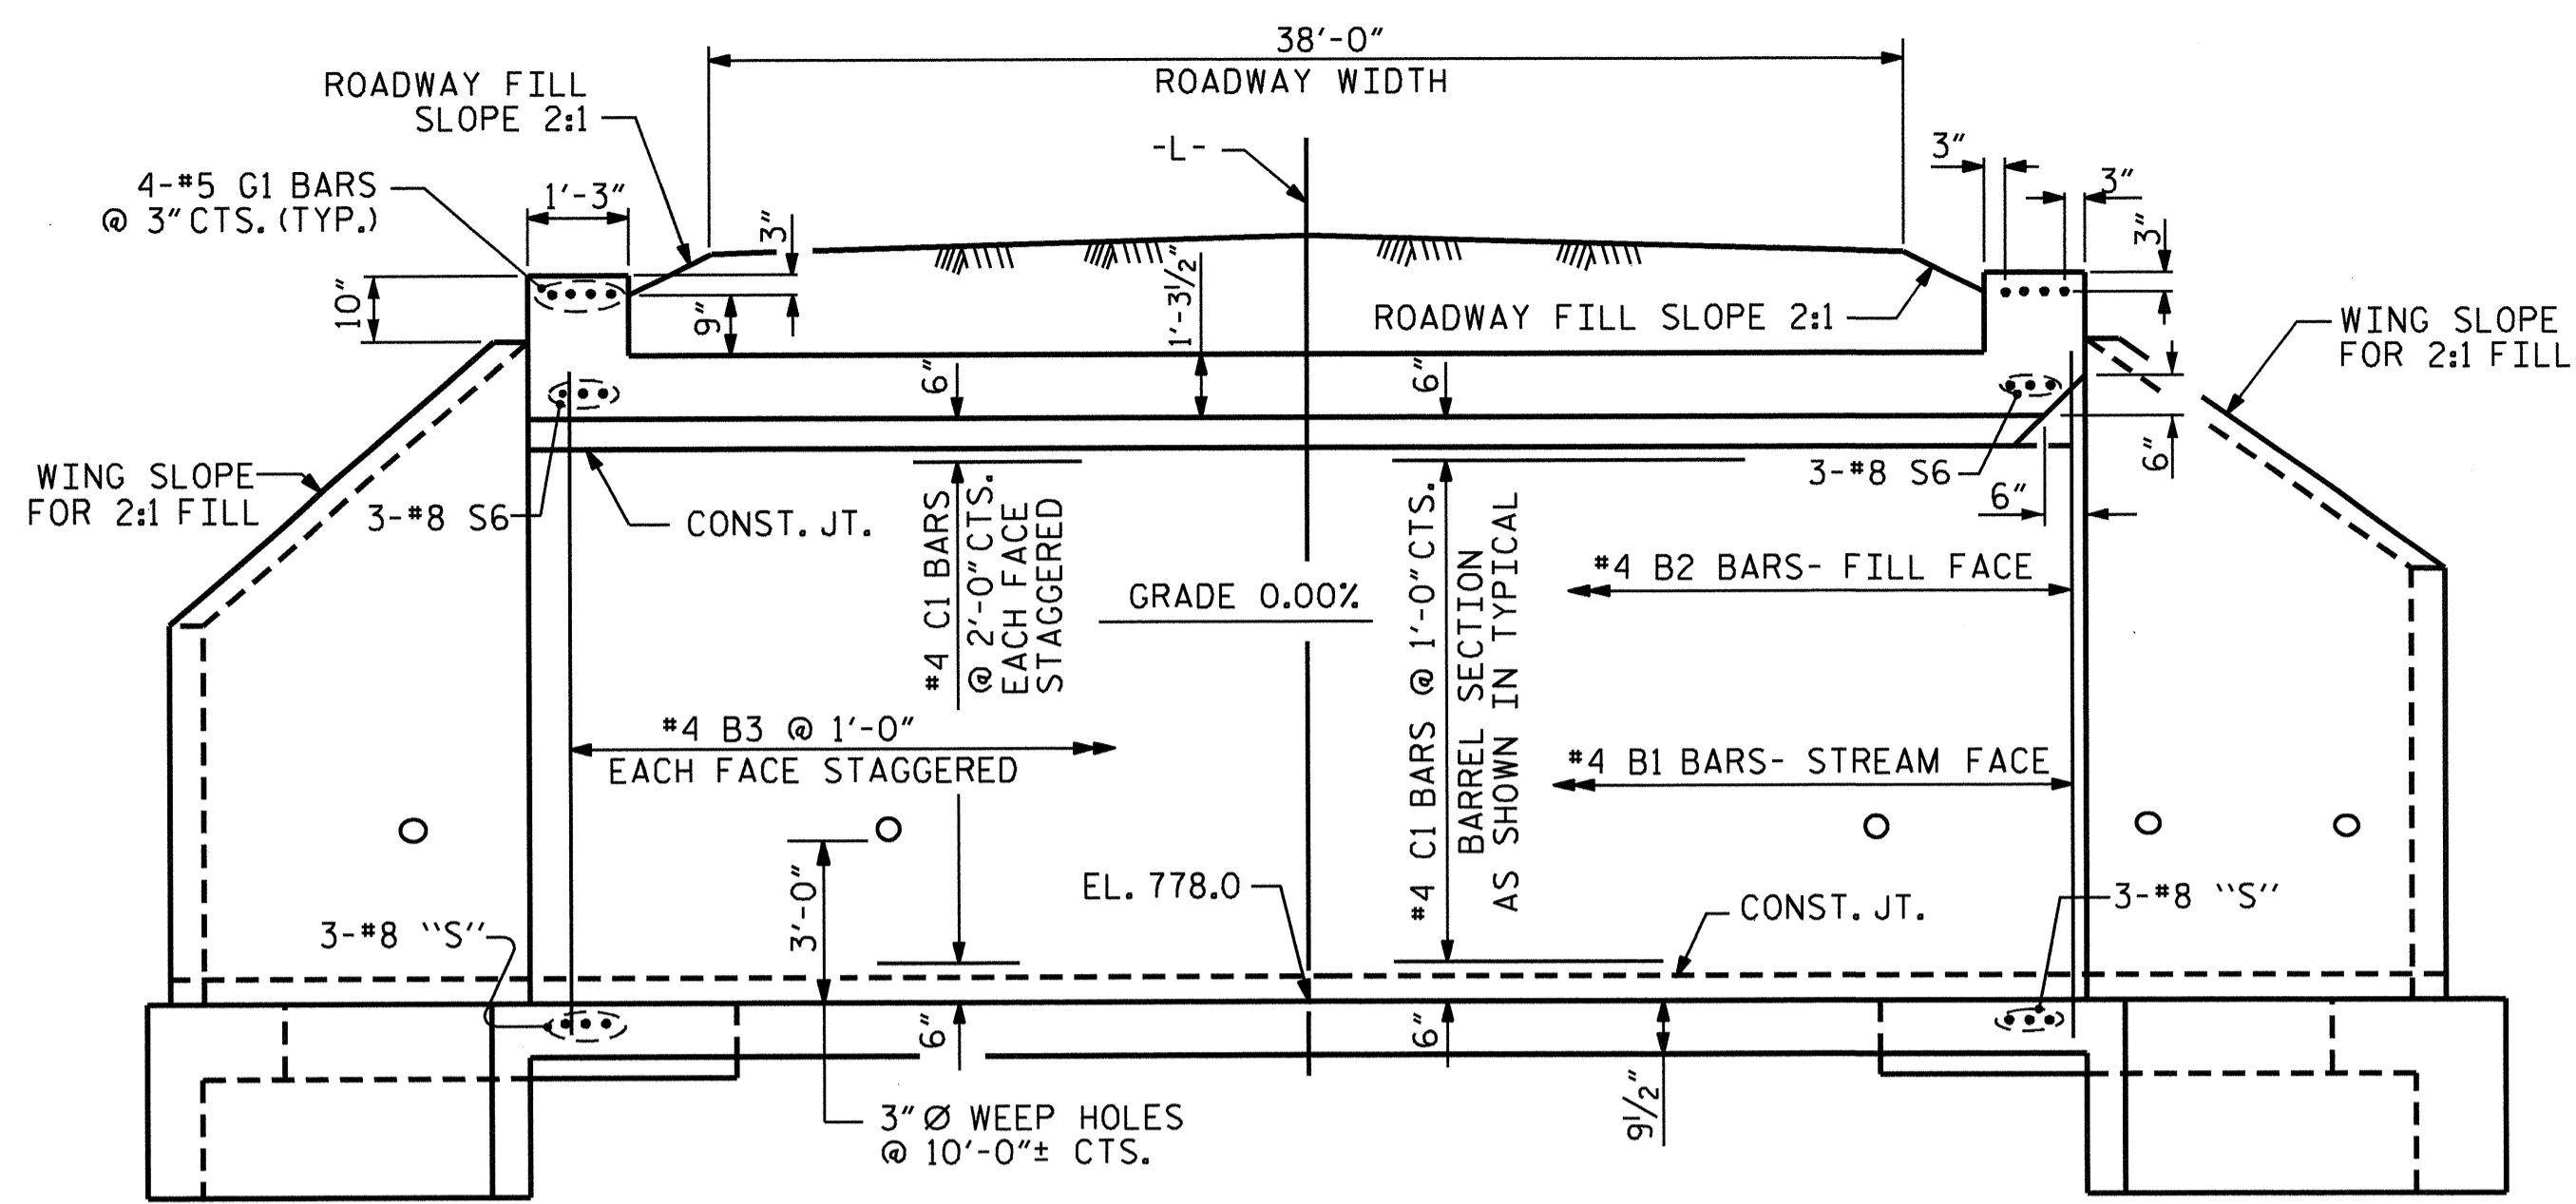 38'-0"
ROADWAY WIDTH
ROADWAY FILL
SLOPE 2:1
-L-
3"
3"
3"
4-#5 G1 BARS
@ 3" CTS. (TYP.)
1'-3"
3"
10"
9"
1'-3 1/2"
ROADWAY FILL SLOPE 2:1
WING SLOPE
FOR 2:1 FILL
6"
6"
6"
WING SLOPE
FOR 2:1 FILL
3-#8 S6
CONST. JT.
3-#8 S6
6"
#4 C1 BARS
@ 2'-0" CTS.
EACH FACE
STAGGERED
GRADE 0.00%
#4 C1 BARS @ 1'-0" CTS.
BARREL SECTION
AS SHOWN IN TYPICAL
#4 B2 BARS- FILL FACE
#4 B3 @ 1'-0"
EACH FACE STAGGERED
#4 B1 BARS- STREAM FACE
3'-0"
EL. 778.0
CONST. JT.
3-#8 "S"
3-#8 "S"
6"
6"
9 1/2"
3" Ø WEEP HOLES
@ 10'-0"± CTS.